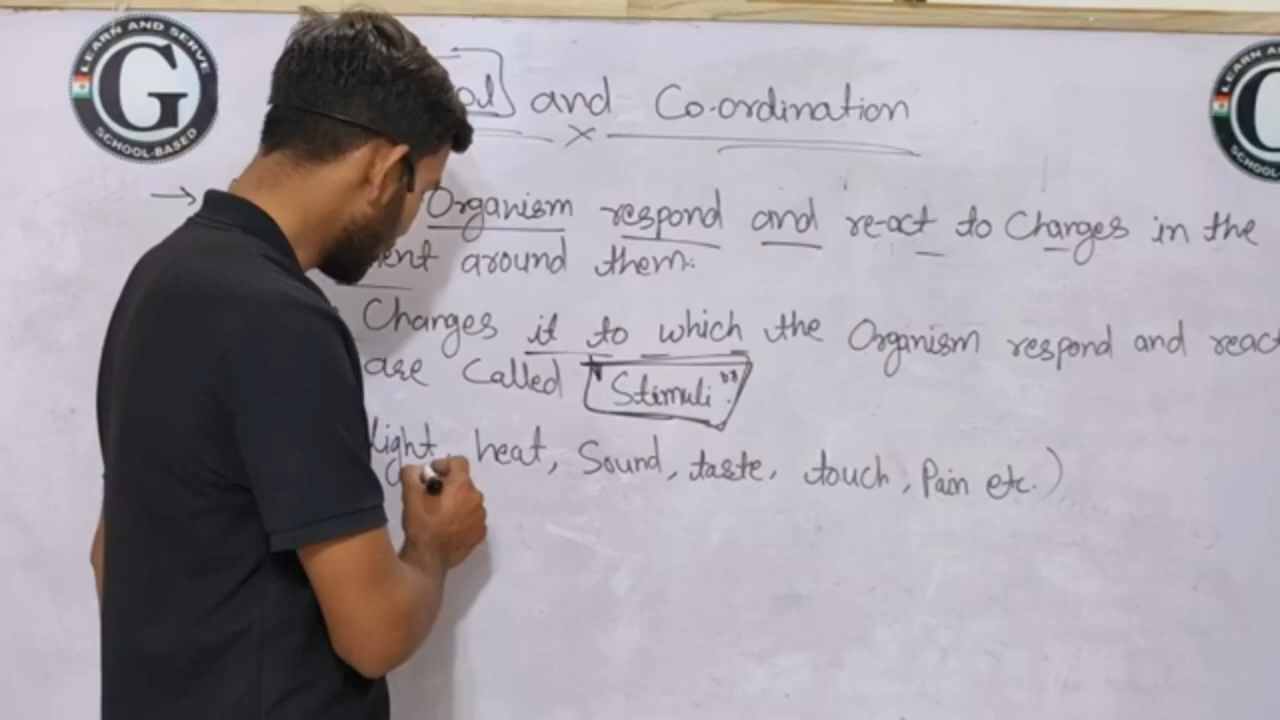 LEARN AND SERVE
G
SCHOOL-BASED
and Co-ordination
→ Organism respond and re-act to Changes in the
around them.
Changes it to which the Organism respond and react
are Called "Stimuli".
light, heat, Sound, taste, touch, Pain etc.)